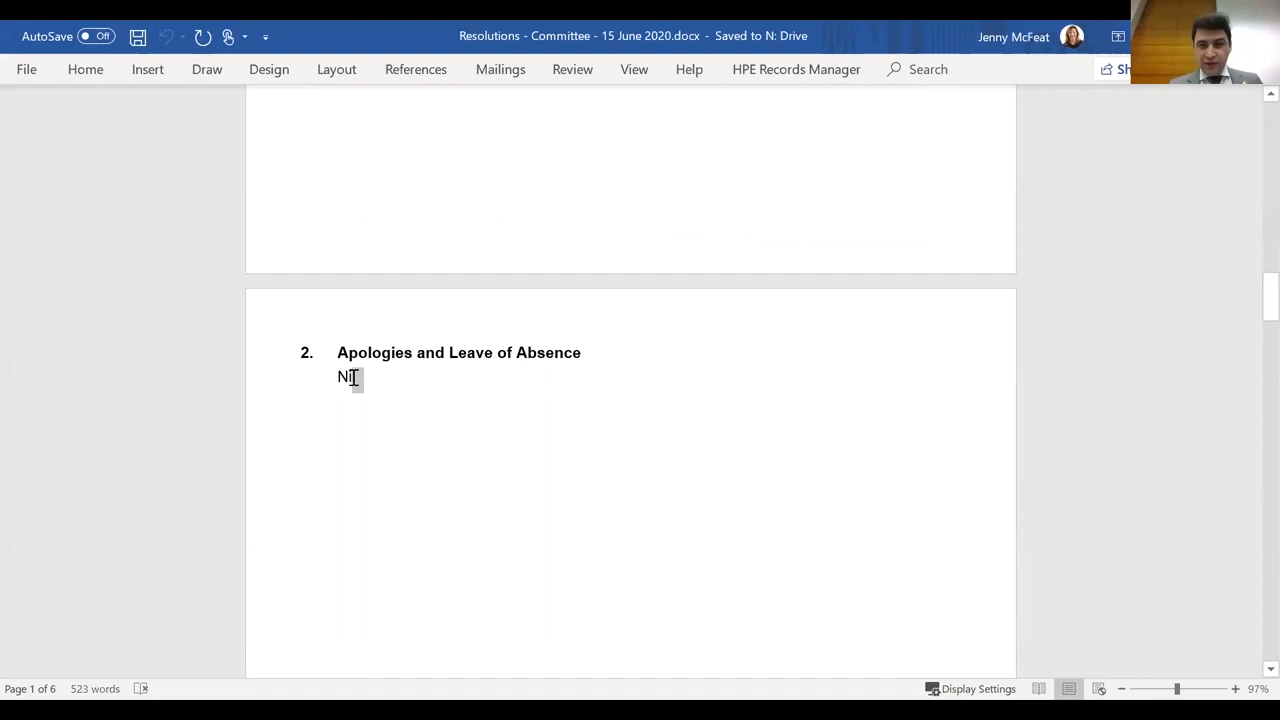 AutoSave Off
Resolutions - Committee - 15 June 2020.docx - Saved to N: Drive
Jenny McFeat
File Home Insert Draw Design Layout References Mailings Review View Help HPE Records Manager Search
2. Apologies and Leave of Absence
Page 1 of 6 523 words Display Settings 97%